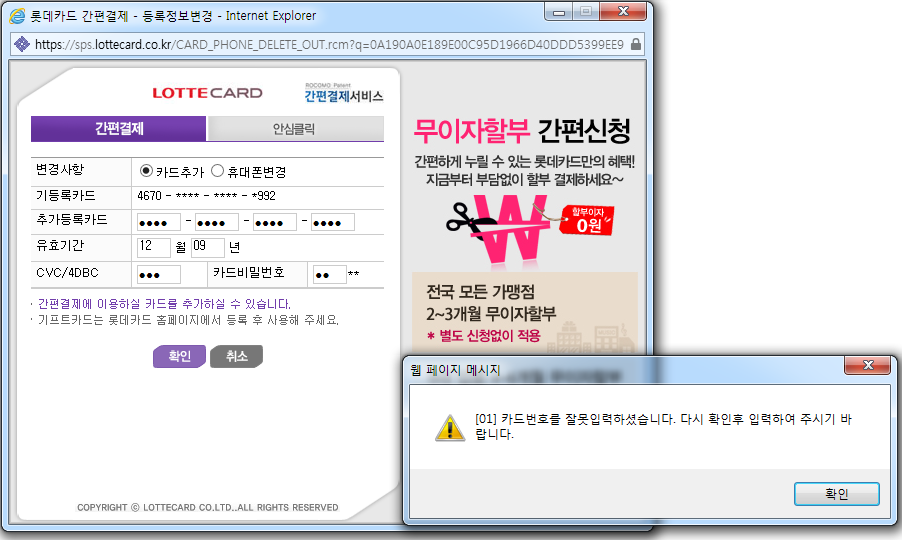 롯데카드 간편결제 - 등록정보변경 - Internet Explorer
https://sps.lottecard.co.kr/CARD_PHONE_DELETE_OUT.rcm?q=0A190A0E189E00C95D1966D40DDD5399EE9
LOTTE CARD
ROCOMO Patent
간편결제서비스
간편결제 안심클릭
변경사항 카드추가 휴대폰변경
기등록카드 4670 - **** - **** - *992
추가등록카드 ●●●● - ●●●● - ●●●● - ●●●●
유효기간 12 월 09 년
CVC/4DBC ●●● 카드비밀번호 ●●**
· 간편결제에 이용하실 카드를 추가하실 수 있습니다.
· 기프트카드는 롯데카드 홈페이지에서 등록 후 사용해 주세요.
확인 취소
COPYRIGHT ⓒ LOTTECARD CO.LTD..ALL RIGHTS RESERVED
무이자할부 간편신청
간편하게 누릴 수 있는 롯데카드만의 혜택!
지금부터 부담없이 할부 결제하세요~
할부이자
0원
전국 모든 가맹점
2~3개월 무이자할부
* 별도 신청없이 적용
웹 페이지 메시지
[01] 카드번호를 잘못입력하셨습니다. 다시 확인후 입력하여 주시기 바
랍니다.
확인